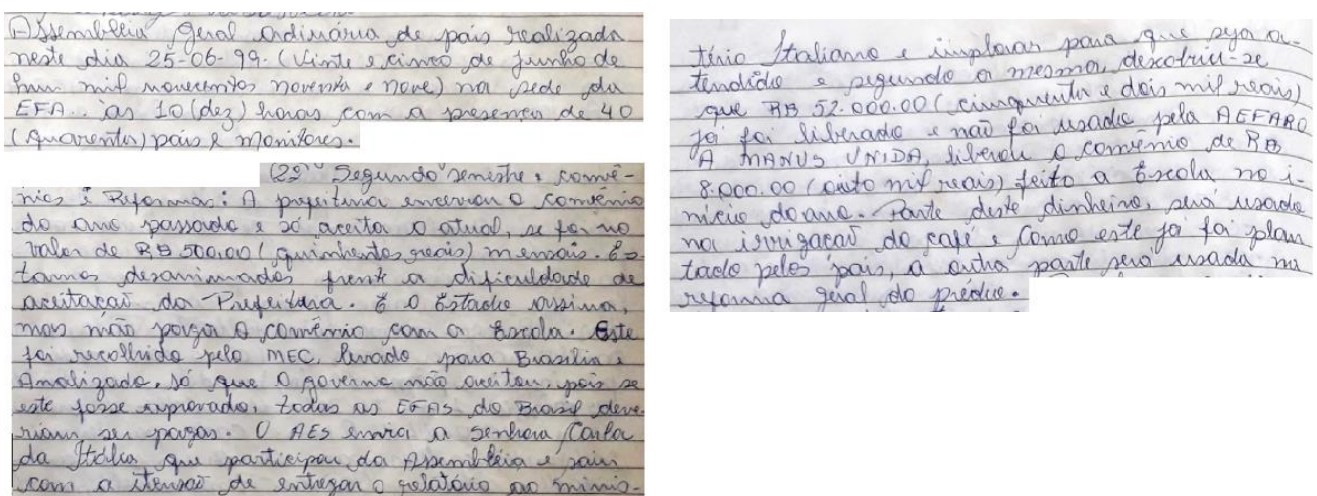 Assembleia Geral ordinária de pais realizada
neste dia 25-06-99. (Vinte e cinco de Junho de
hum mil novecentos noventa e nove) na sede da
EFA.. às 10 (dez) horas com a presença de 40
(quarenta) pais e monitores.
(2º) Segundo semestre e convê-
nios e Reformas: A prefeitura encerrou o convênio
do ano passado e só aceita o atual, se for no
valor de R$ 500,00 (quinhentos reais) mensais. Es-
tamos desanimados frente a dificuldade de
aceitação da Prefeitura. E o Estado assina,
mas não paga o convênio com a Escola. Este
foi recolhido pelo MEC, levado para Brasília e
Analizado, só que o governo não aceitou, pois se
este fosse aprovado, todas as EFAS do Brasil deve-
riam ser pagas. O AES envia a senhora Carla
da Itália que participou da Assembleia e saiu
com a itensão de entregar o relatório ao minis-
tério Italiano e implorar para que seja a-
tendido e segundo a mesma, descobriu-se
que R$ 52.000.00 (cinquenta e dois mil reais)
já foi liberado e não foi usado pela AEFARO
A MANUS UNIDA, liberou o convênio de R$
8.000.00 (oito mil reais) feito a Escola no i-
nício do ano. Parte deste dinheiro, será usado
na irrigação do café e como este já foi plan
tado pelos pais, a outra parte será usada na
reforma geral do prédio.